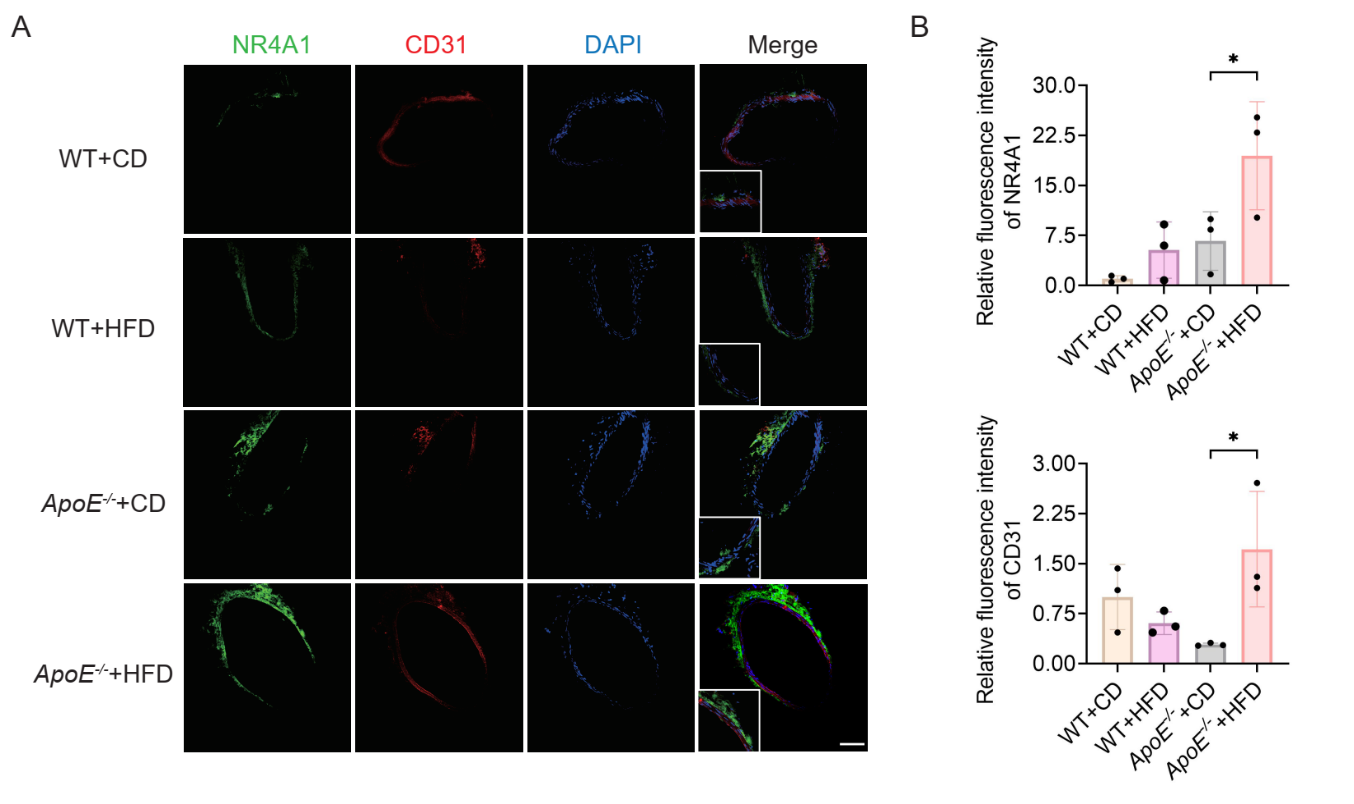 A
NR4A1 CD31 DAPI Merge
WT+CD
WT+HFD
ApoE-/-+CD
ApoE-/-+HFD
B
Relative fluorescence intensity
of NR4A1
*
30.0
22.5
15.0
7.5
0.0
WT+CD
WT+HFD
ApoE-/-+CD
ApoE-/-+HFD
Relative fluorescence intensity
of CD31
*
3.00
2.25
1.50
0.75
0.00
WT+CD
WT+HFD
ApoE-/-+CD
ApoE-/-+HFD